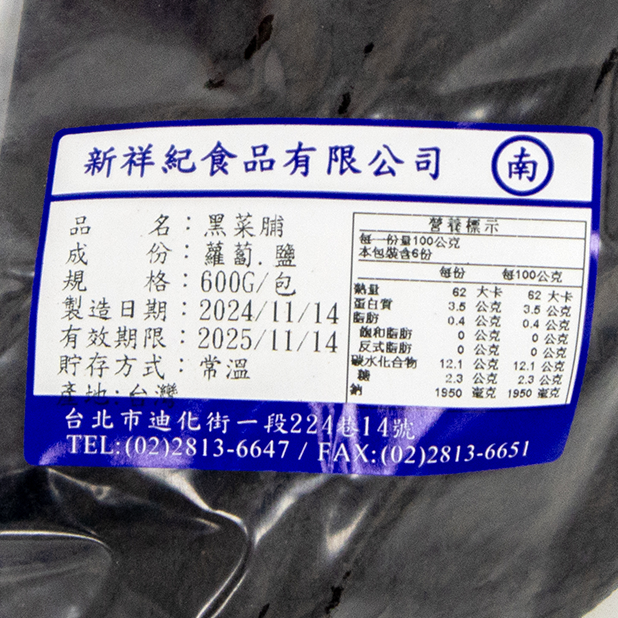 新祥紀食品有限公司 南
品 名：黑菜脯
成 份：蘿蔔.鹽
規 格：600G/包
製造日期：2024/11/14
有效期限：2025/11/14
貯存方式：常溫
產地：台灣
營養標示
每一份量100公克
本包裝含6份
每份 每100公克
熱量 62 大卡 62 大卡
蛋白質 3.5 公克 3.5 公克
脂肪 0.4 公克 0.4 公克
飽和脂肪 0 公克 0 公克
反式脂肪 0 公克 0 公克
碳水化合物 12.1 公克 12.1 公克
糖 2.3 公克 2.3 公克
鈉 1950 毫克 1950 毫克
台北市迪化街一段224巷14號
TEL:(02)2813-6647 / FAX:(02)2813-6651